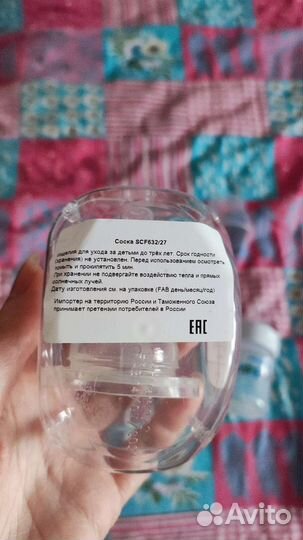 Соска SCF632/27
Изделия для ухода за детьми до трёх лет. Срок годности
(хранения) не установлен. Перед использованием осмотреть,
промыть и прокипятить 5 мин.
При хранении не подвергайте воздействию тепла и прямых
солнечных лучей.
Дату изготовления см. на упаковке (FAB день/месяц/год)
Импортер на территорию России и Таможенного Союза
принимает претензии потребителей в России
EAC
Avito